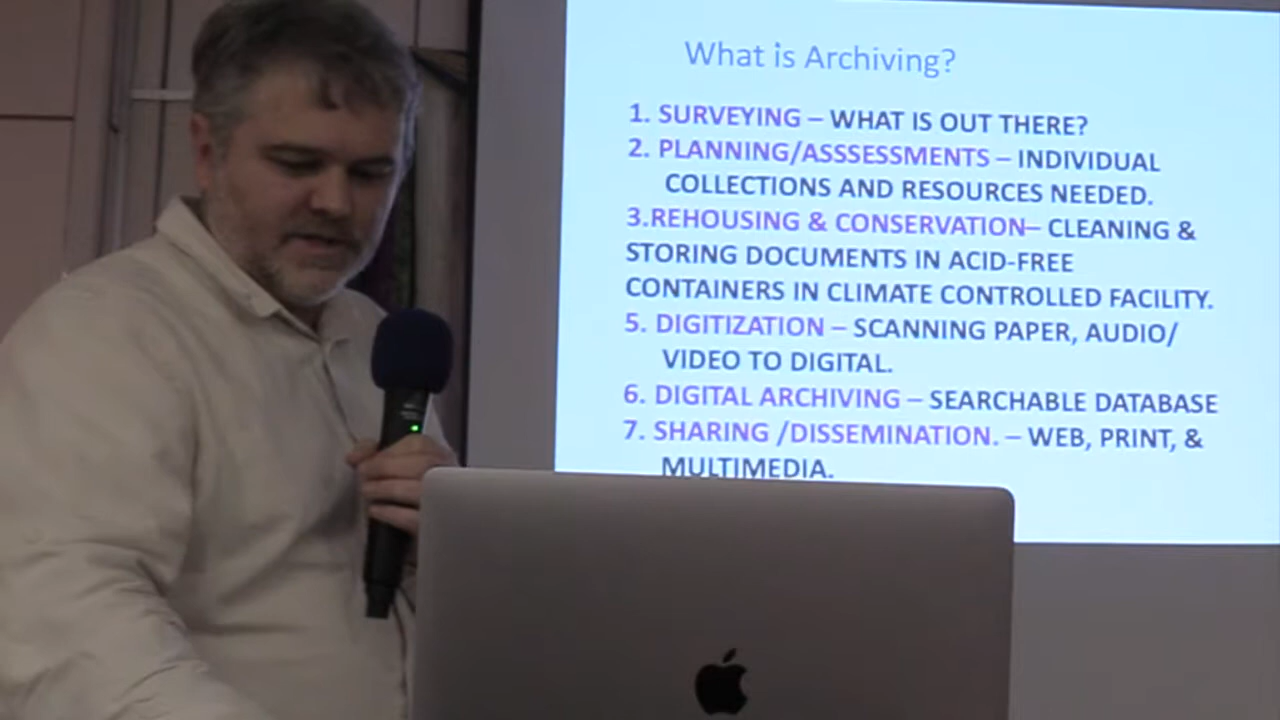 What is Archiving?
1. SURVEYING – WHAT IS OUT THERE?
2. PLANNING/ASSSESSMENTS – INDIVIDUAL
COLLECTIONS AND RESOURCES NEEDED.
3.REHOUSING & CONSERVATION– CLEANING &
STORING DOCUMENTS IN ACID-FREE
CONTAINERS IN CLIMATE CONTROLLED FACILITY.
5. DIGITIZATION – SCANNING PAPER, AUDIO/
VIDEO TO DIGITAL.
6. DIGITAL ARCHIVING – SEARCHABLE DATABASE
7. SHARING /DISSEMINATION. – WEB, PRINT, &
MULTIMEDIA.